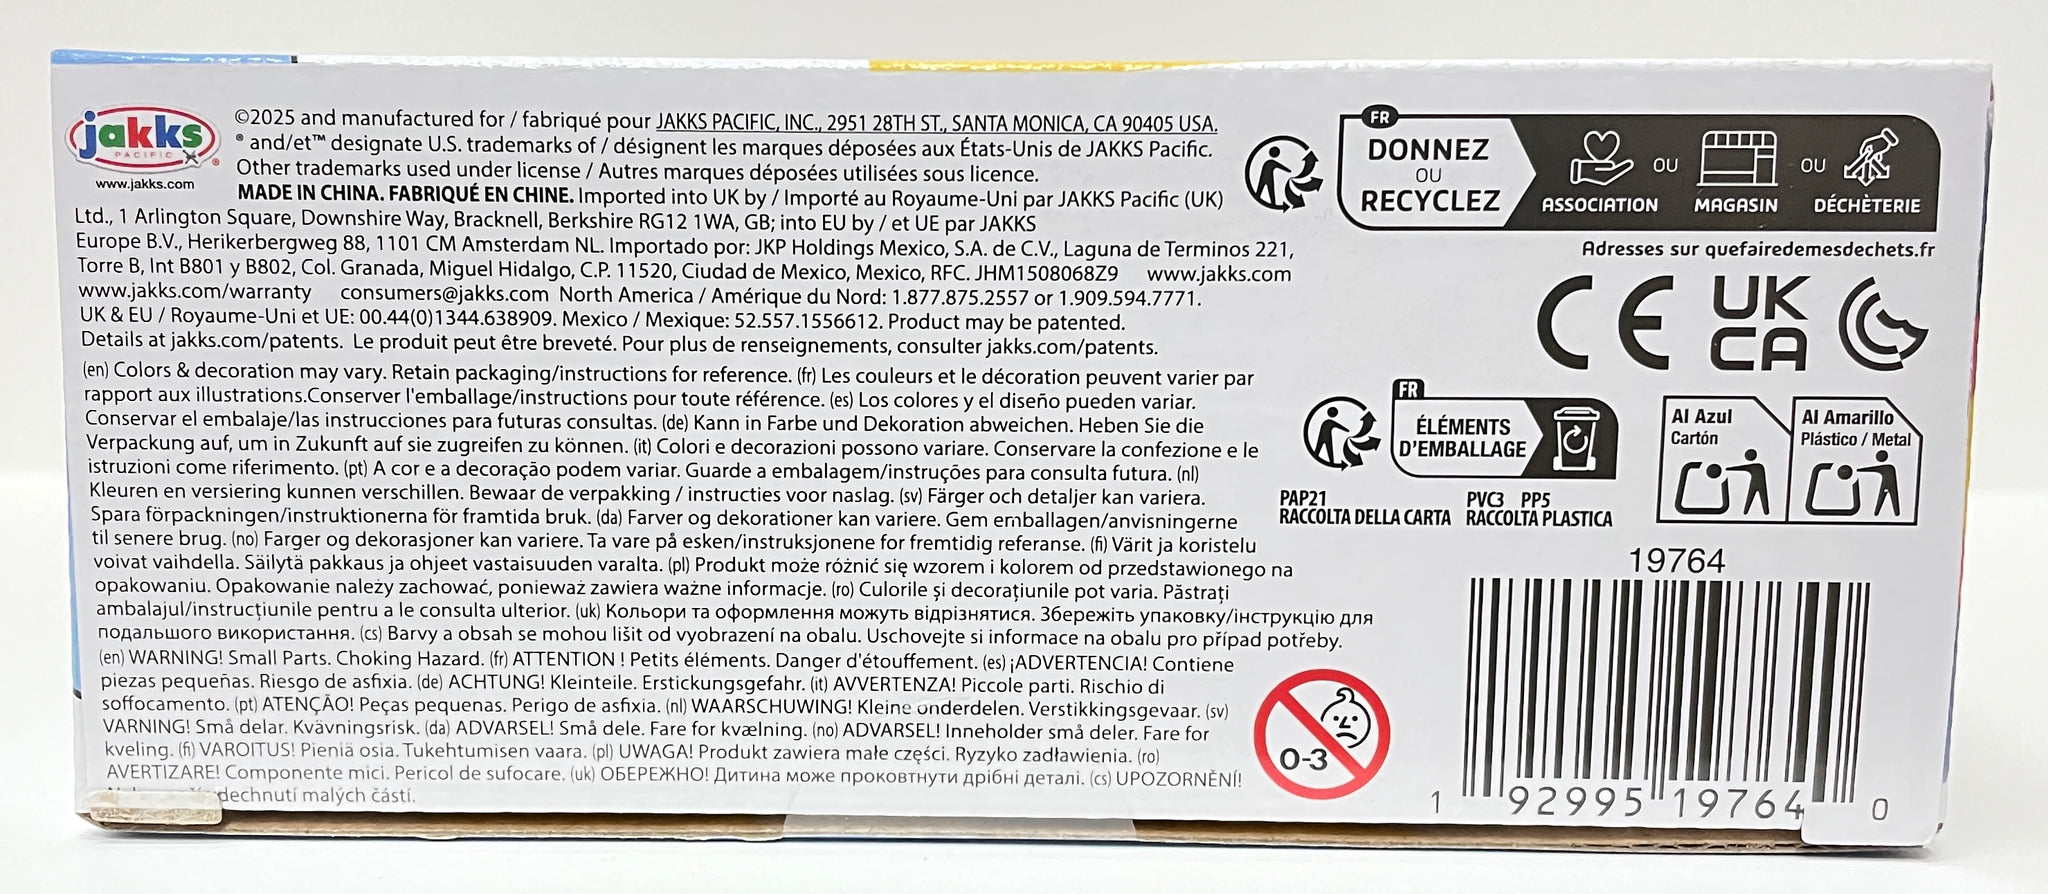 jakks
PACIFIC
®
www.jakks.com
©2025 and manufactured for / fabriqué pour JAKKS PACIFIC, INC., 2951 28TH ST., SANTA MONICA, CA 90405 USA.
® and/et™ designate U.S. trademarks of / désignent les marques déposées aux États-Unis de JAKKS Pacific.
Other trademarks used under license / Autres marques déposées utilisées sous licence.
MADE IN CHINA. FABRIQUÉ EN CHINE. Imported into UK by / Importé au Royaume-Uni par JAKKS Pacific (UK)
Ltd., 1 Arlington Square, Downshire Way, Bracknell, Berkshire RG12 1WA, GB; into EU by / et UE par JAKKS
Europe B.V., Herikerbergweg 88, 1101 CM Amsterdam NL. Importado por: JKP Holdings Mexico, S.A. de C.V., Laguna de Terminos 221,
Torre B, Int B801 y B802, Col. Granada, Miguel Hidalgo, C.P. 11520, Ciudad de Mexico, Mexico, RFC. JHM1508068Z9 www.jakks.com
www.jakks.com/warranty consumers@jakks.com North America / Amérique du Nord: 1.877.875.2557 or 1.909.594.7771.
UK & EU / Royaume-Uni et UE: 00.44(0)1344.638909. Mexico / Mexique: 52.557.1556612. Product may be patented.
Details at jakks.com/patents. Le produit peut être breveté. Pour plus de renseignements, consulter jakks.com/patents.
(en) Colors & decoration may vary. Retain packaging/instructions for reference. (fr) Les couleurs et le décoration peuvent varier par
rapport aux illustrations.Conserver l'emballage/instructions pour toute référence. (es) Los colores y el diseño pueden variar.
Conservar el embalaje/las instrucciones para futuras consultas. (de) Kann in Farbe und Dekoration abweichen. Heben Sie die
Verpackung auf, um in Zukunft auf sie zugreifen zu können. (it) Colori e decorazioni possono variare. Conservare la confezione e le
istruzioni come riferimento. (pt) A cor e a decoração podem variar. Guarde a embalagem/instruções para consulta futura. (nl)
Kleuren en versiering kunnen verschillen. Bewaar de verpakking / instructies voor naslag. (sv) Färger och detaljer kan variera.
Spara förpackningen/instruktionerna för framtida bruk. (da) Farver og dekorationer kan variere. Gem emballagen/anvisningerne
til senere brug. (no) Farger og dekorasjoner kan variere. Ta vare på esken/instruksjonene for fremtidig referanse. (fi) Värit ja koristelu
voivat vaihdella. Säilytä pakkaus ja ohjeet vastaisuuden varalta. (pl) Produkt może różnić się wzorem i kolorem od przedstawionego na
opakowaniu. Opakowanie należy zachować, ponieważ zawiera ważne informacje. (ro) Culorile și decorațiunile pot varia. Păstrați
ambalajul/instrucțiunile pentru a le consulta ulterior. (uk) Кольори та оформлення можуть відрізнятися. Збережіть упаковку/інструкцію для
подальшого використання. (cs) Barvy a obsah se mohou lišit od vyobrazení na obalu. Uschovejte si informace na obalu pro případ potřeby.
(en) WARNING! Small Parts. Choking Hazard. (fr) ATTENTION ! Petits éléments. Danger d'étouffement. (es) ¡ADVERTENCIA! Contiene
piezas pequeñas. Riesgo de asfixia. (de) ACHTUNG! Kleinteile. Erstickungsgefahr. (it) AVVERTENZA! Piccole parti. Rischio di
soffocamento. (pt) ATENÇÃO! Peças pequenas. Perigo de asfixia. (nl) WAARSCHUWING! Kleine onderdelen. Verstikkingsgevaar. (sv)
VARNING! Små delar. Kvävningsrisk. (da) ADVARSEL! Små dele. Fare for kvælning. (no) ADVARSEL! Inneholder små deler. Fare for
kveling. (fi) VAROITUS! Pieniä osia. Tukehtumisen vaara. (pl) UWAGA! Produkt zawiera małe części. Ryzyko zadławienia. (ro)
AVERTIZARE! Componente mici. Pericol de sufocare. (uk) ОБЕРЕЖНО! Дитина може проковтнути дрібні деталі. (cs) UPOZORNĚNÍ!
malých částí.
FR
DONNEZ
OU
RECYCLEZ
ASSOCIATION
OU
MAGASIN
OU
DÉCHÈTERIE
Adresses sur quefairedemesdechets.fr
CE
UK
CA
FR
ÉLÉMENTS
D'EMBALLAGE
PAP21
RACCOLTA DELLA CARTA
PVC3 PP5
RACCOLTA PLASTICA
Al Azul
Cartón
Al Amarillo
Plástico / Metal
0-3
19764
1 92995 19764 0